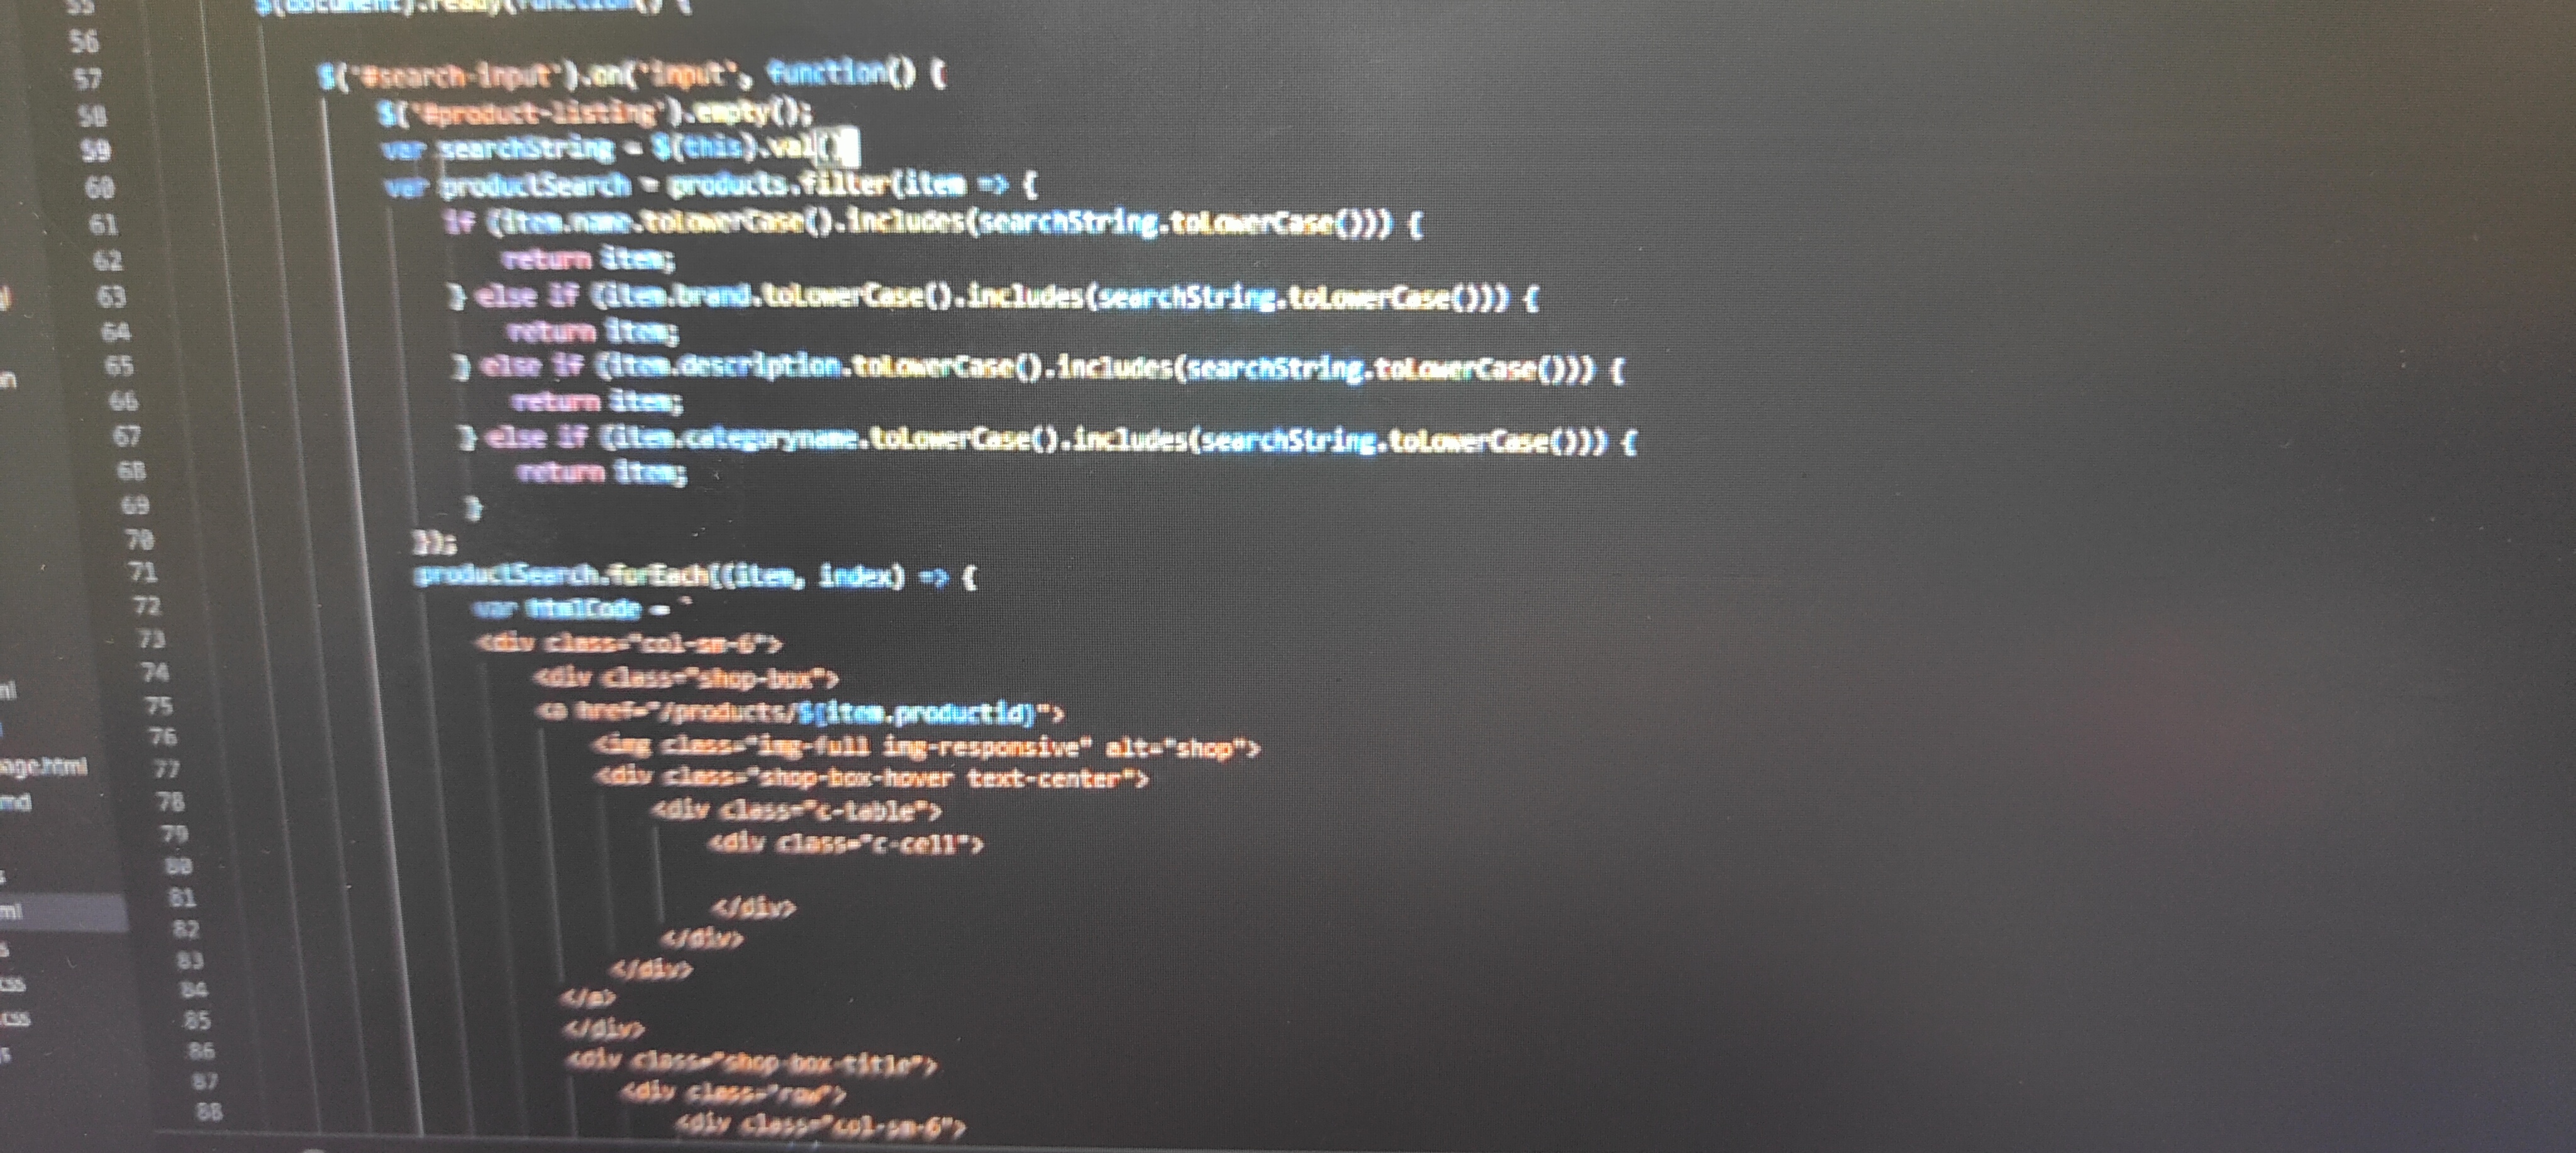 55 $(document).ready(function() {
56
57 $('#search-input').on('input', function() {
58 $('#product-listing').empty();
59 var searchString = $(this).val()
60 var productSearch = products.filter(item => {
61 if (item.name.toLowerCase().includes(searchString.toLowerCase())) {
62 return item;
63 } else if (item.brand.toLowerCase().includes(searchString.toLowerCase())) {
64 return item;
65 } else if (item.description.toLowerCase().includes(searchString.toLowerCase())) {
66 return item;
67 } else if (item.categoryname.toLowerCase().includes(searchString.toLowerCase())) {
68 return item;
69 }
70 });
71 productSearch.forEach((item, index) => {
72 var htmlCode = `
73 <div class="col-sm-6">
74 <div class="shop-box">
75 <a href="/products/${item.productid}">
76 <img class="img-full img-responsive" alt="shop">
77 <div class="shop-box-hover text-center">
78 <div class="c-table">
79 <div class="c-cell">
80
81 </div>
82 </div>
83 </div>
84 </a>
85 </div>
86 <div class="shop-box-title">
87 <div class="row">
88 <div class="col-sm-6">